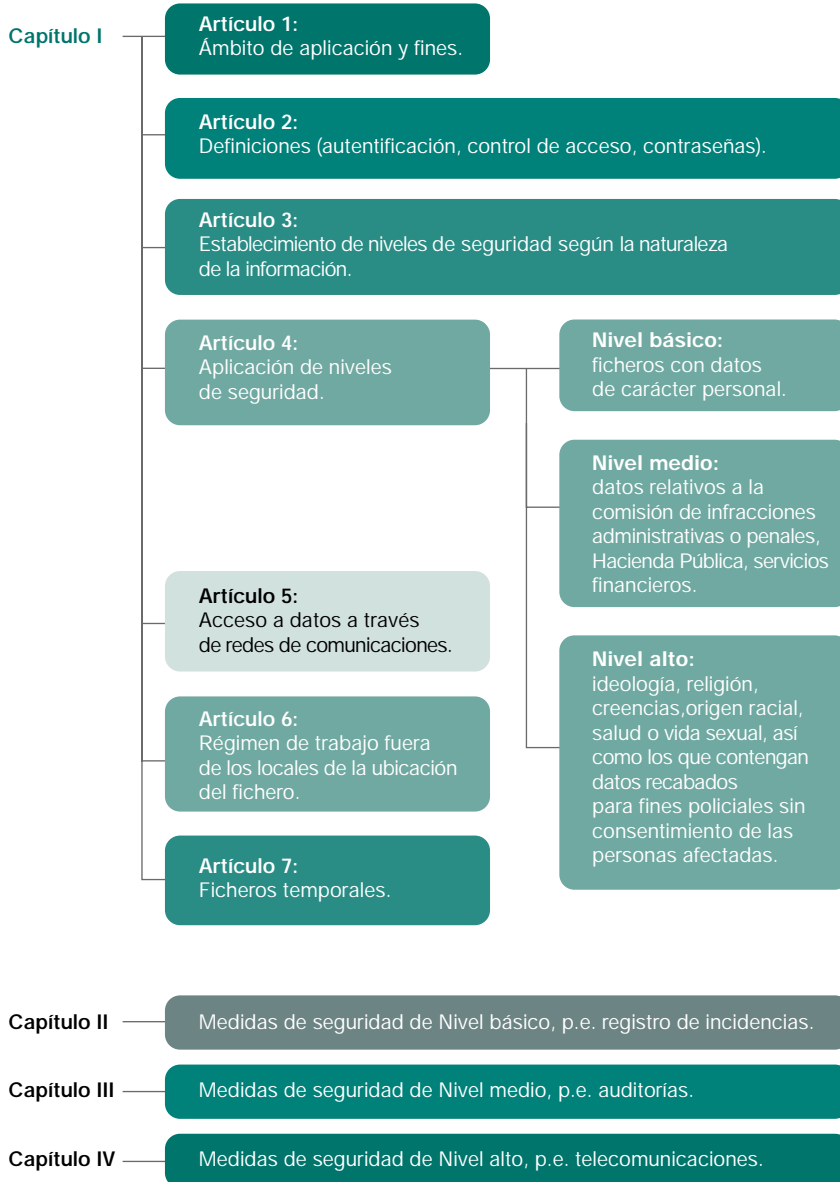 Capítulo I
Artículo 1:
Ámbito de aplicación y fines.
Artículo 2:
Definiciones (autentificación, control de acceso, contraseñas).
Artículo 3:
Establecimiento de niveles de seguridad según la naturaleza
de la información.
Artículo 4:
Aplicación de niveles
de seguridad.
Nivel básico:
ficheros con datos
de carácter personal.
Nivel medio:
datos relativos a la
comisión de infracciones
administrativas o penales,
Hacienda Pública, servicios
financieros.
Nivel alto:
ideología, religión,
creencias,origen racial,
salud o vida sexual, así
como los que contengan
datos recabados
para fines policiales sin
consentimiento de las
personas afectadas.
Artículo 5:
Acceso a datos a través
de redes de comunicaciones.
Artículo 6:
Régimen de trabajo fuera
de los locales de la ubicación
del fichero.
Artículo 7:
Ficheros temporales.
Capítulo II
Medidas de seguridad de Nivel básico, p.e. registro de incidencias.
Capítulo III
Medidas de seguridad de Nivel medio, p.e. auditorías.
Capítulo IV
Medidas de seguridad de Nivel alto, p.e. telecomunicaciones.